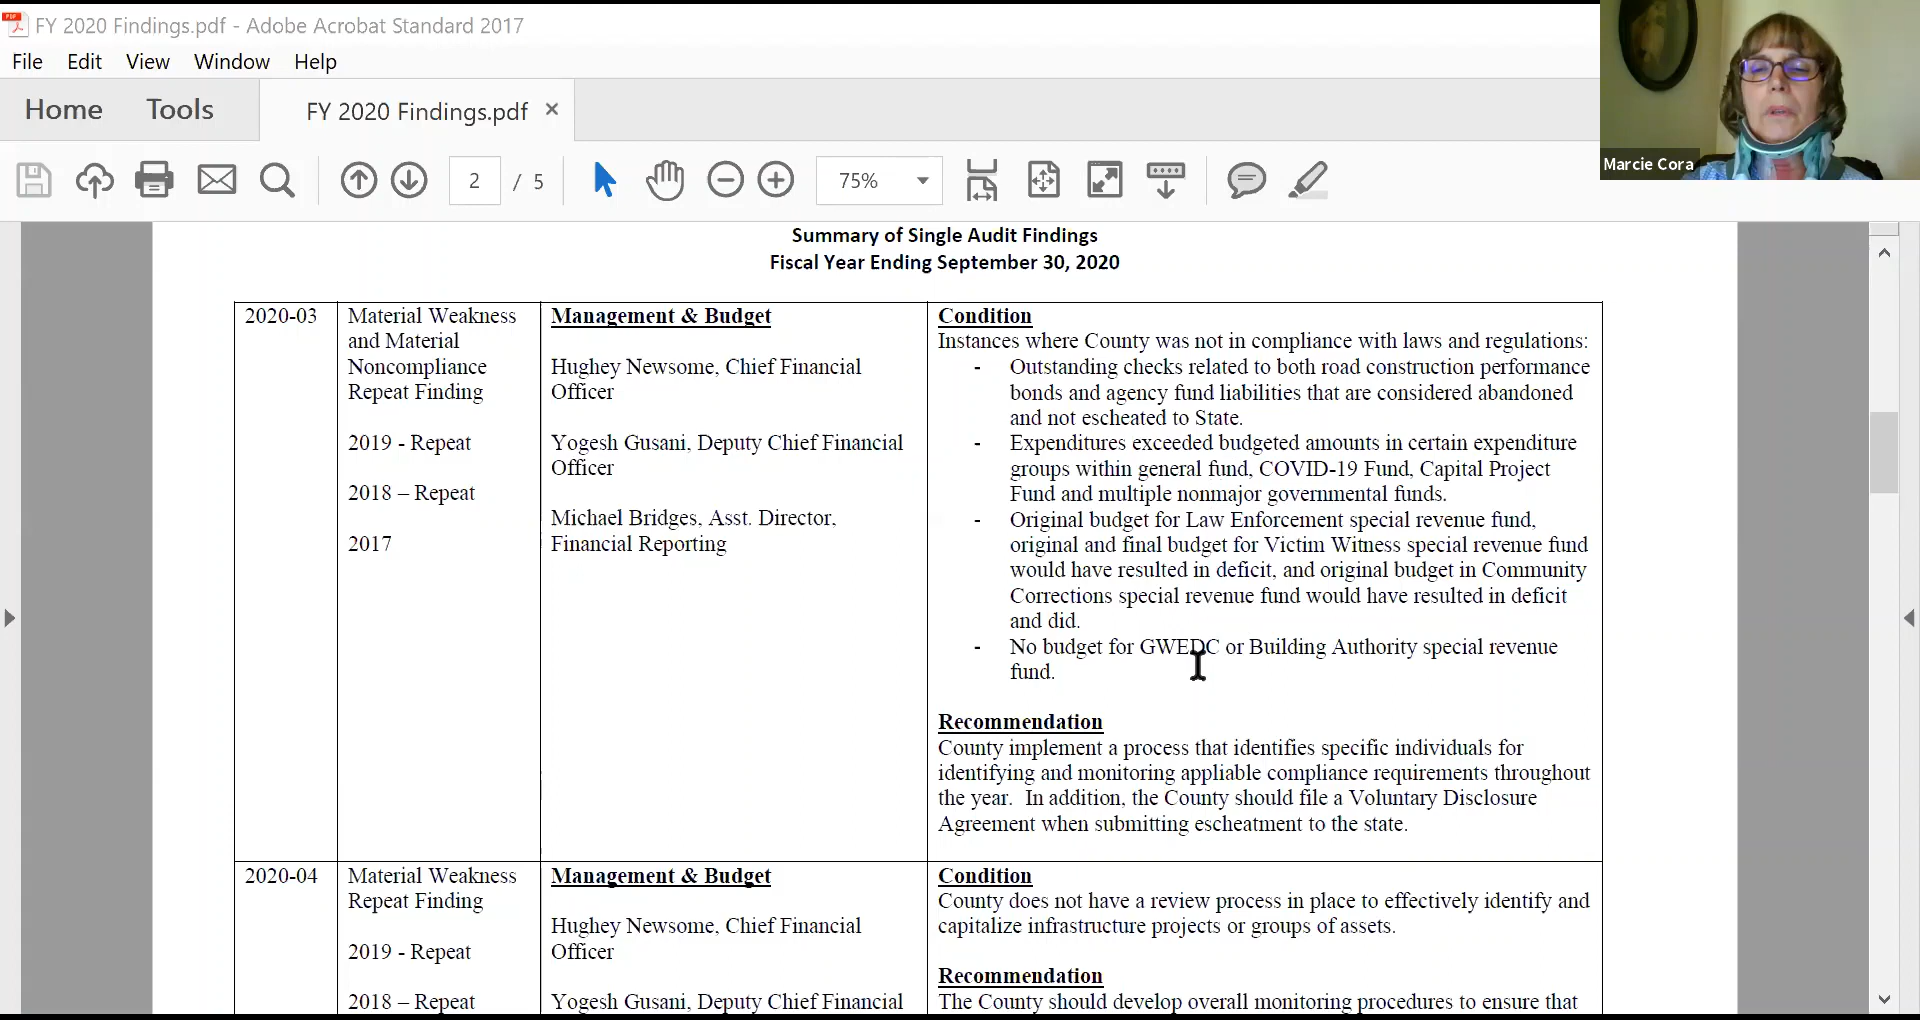 FY 2020 Findings.pdf - Adobe Acrobat Standard 2017
File Edit View Window Help
Home Tools FY 2020 Findings.pdf ×
2 / 5 75%
Marcie Cora
Summary of Single Audit Findings
Fiscal Year Ending September 30, 2020
2020-03
Material Weakness
and Material
Noncompliance
Repeat Finding
2019 - Repeat
2018 – Repeat
2017
Management & Budget
Hughey Newsome, Chief Financial
Officer
Yogesh Gusani, Deputy Chief Financial
Officer
Michael Bridges, Asst. Director,
Financial Reporting
Condition
Instances where County was not in compliance with laws and regulations:
- Outstanding checks related to both road construction performance
bonds and agency fund liabilities that are considered abandoned
and not escheated to State.
- Expenditures exceeded budgeted amounts in certain expenditure
groups within general fund, COVID-19 Fund, Capital Project
Fund and multiple nonmajor governmental funds.
- Original budget for Law Enforcement special revenue fund,
original and final budget for Victim Witness special revenue fund
would have resulted in deficit, and original budget in Community
Corrections special revenue fund would have resulted in deficit
and did.
- No budget for GWEDC or Building Authority special revenue
fund.
Recommendation
County implement a process that identifies specific individuals for
identifying and monitoring appliable compliance requirements throughout
the year. In addition, the County should file a Voluntary Disclosure
Agreement when submitting escheatment to the state.
2020-04
Material Weakness
Repeat Finding
2019 - Repeat
2018 – Repeat
Management & Budget
Hughey Newsome, Chief Financial
Officer
Yogesh Gusani, Deputy Chief Financial
Condition
County does not have a review process in place to effectively identify and
capitalize infrastructure projects or groups of assets.
Recommendation
The County should develop overall monitoring procedures to ensure that